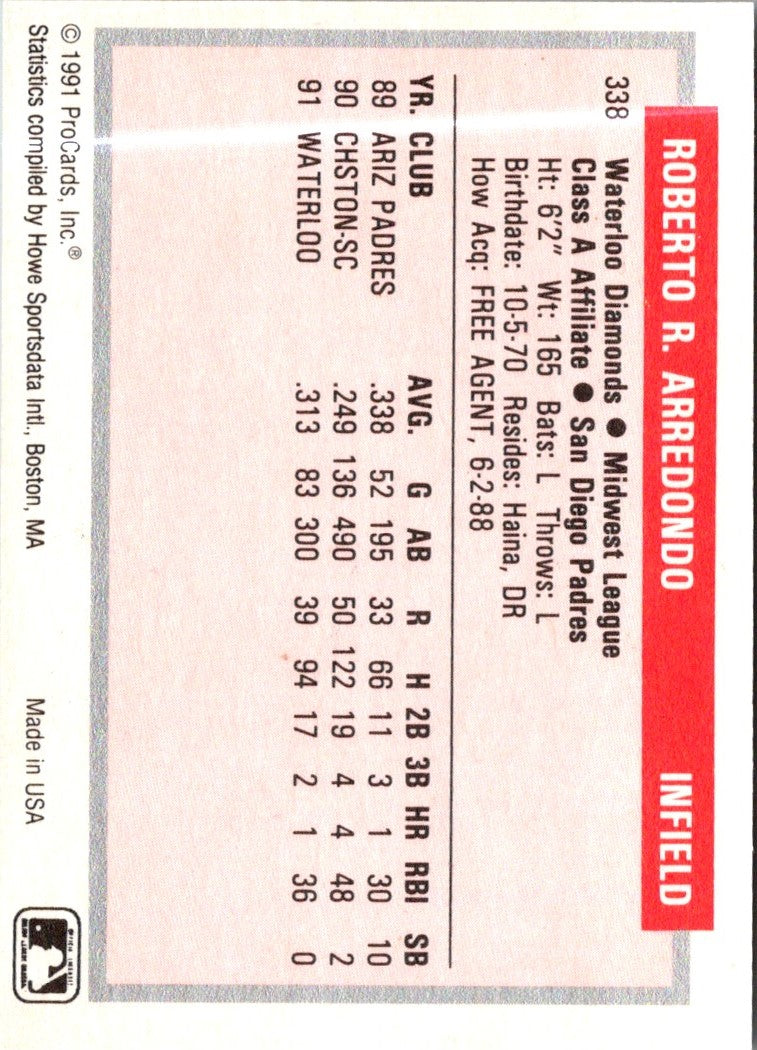 ROBERTO R. ARREDONDO INFIELD
338 Waterloo Diamonds ● Midwest League
Class A Affiliate ● San Diego Padres
Ht: 6'2" Wt: 165 Bats: L Throws: L
Birthdate: 10-5-70 Resides: Haina, DR
How Acq: FREE AGENT, 6-2-88
YR. CLUB AVG. G AB R H 2B 3B HR RBI SB
89 ARIZ PADRES .338 52 195 33 66 11 3 1 30 10
90 CHSTON-SC .249 136 490 50 122 19 4 4 48 2
91 WATERLOO .313 83 300 39 94 17 2 1 36 0
© 1991 ProCards, Inc.®
Statistics compiled by Howe Sportsdata Intl., Boston, MA Made in USA